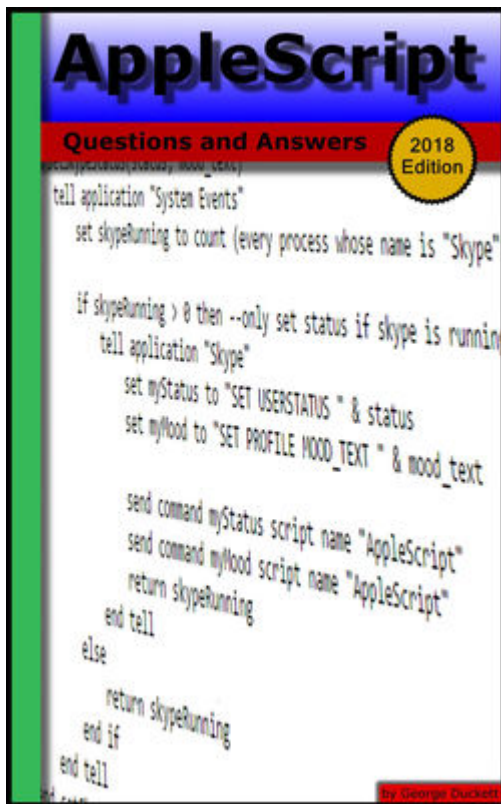 AppleScript
Questions and Answers
2018
Edition
tell application "System Events"
set skypeRunning to count (every process whose name is "Skype"
if skypeRunning > 0 then --only set status if skype is running
tell application "Skype"
set myStatus to "SET USERSTATUS " & status
set myMood to "SET PROFILE MOOD_TEXT " & mood_text
send command myStatus script name "AppleScript"
send command myMood script name "AppleScript"
return skypeRunning
end tell
else
return skypeRunning
end if
end tell
by George Duckett